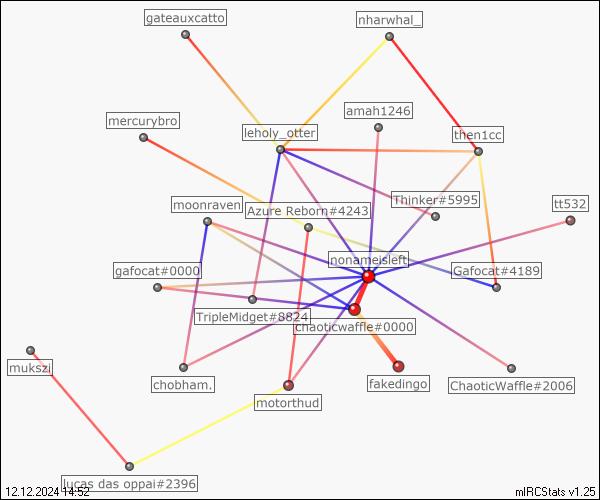 gateauxcatto
nharwhal_
amah1246
mercurybro
leholy_otter
then1cc
Thinker#5995
tt532
moonraven
Azure Reborn#4243
nonameisleft
gafocat#0000
Gafocat#4189
TripleMidget#8824
chaoticwaffle#0000
mukszi
chobham.
fakedingo
ChaoticWaffle#2006
motorthud
lucas das oppai#2396
12.12.2024 14:52
mIRCStats v1.25